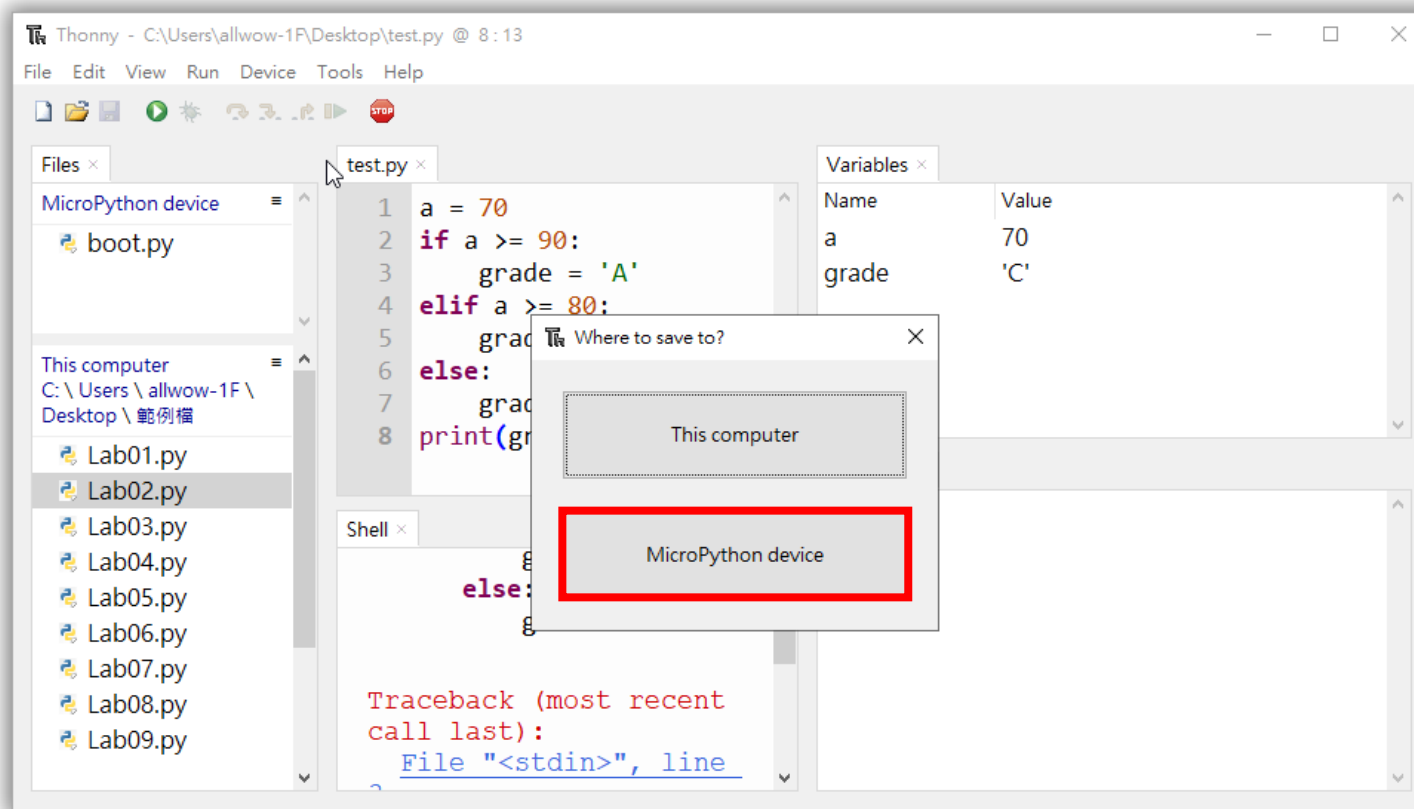 Thonny - C:\Users\allwow-1F\Desktop\test.py @ 8 : 13
File Edit View Run Device Tools Help
STOP
Files
MicroPython device
boot.py
This computer
C: \ Users \ allwow-1F \
Desktop \ 範例檔
Lab01.py
Lab02.py
Lab03.py
Lab04.py
Lab05.py
Lab06.py
Lab07.py
Lab08.py
Lab09.py
test.py
1 a = 70
2 if a >= 90:
3 grade = 'A'
4 elif a >= 80:
5 grad
6 else:
7 grad
8 print(gr
Shell
g
else:
g
Traceback (most recent
call last):
File "<stdin>", line
Variables
Name Value
a 70
grade 'C'
Where to save to?
This computer
MicroPython device